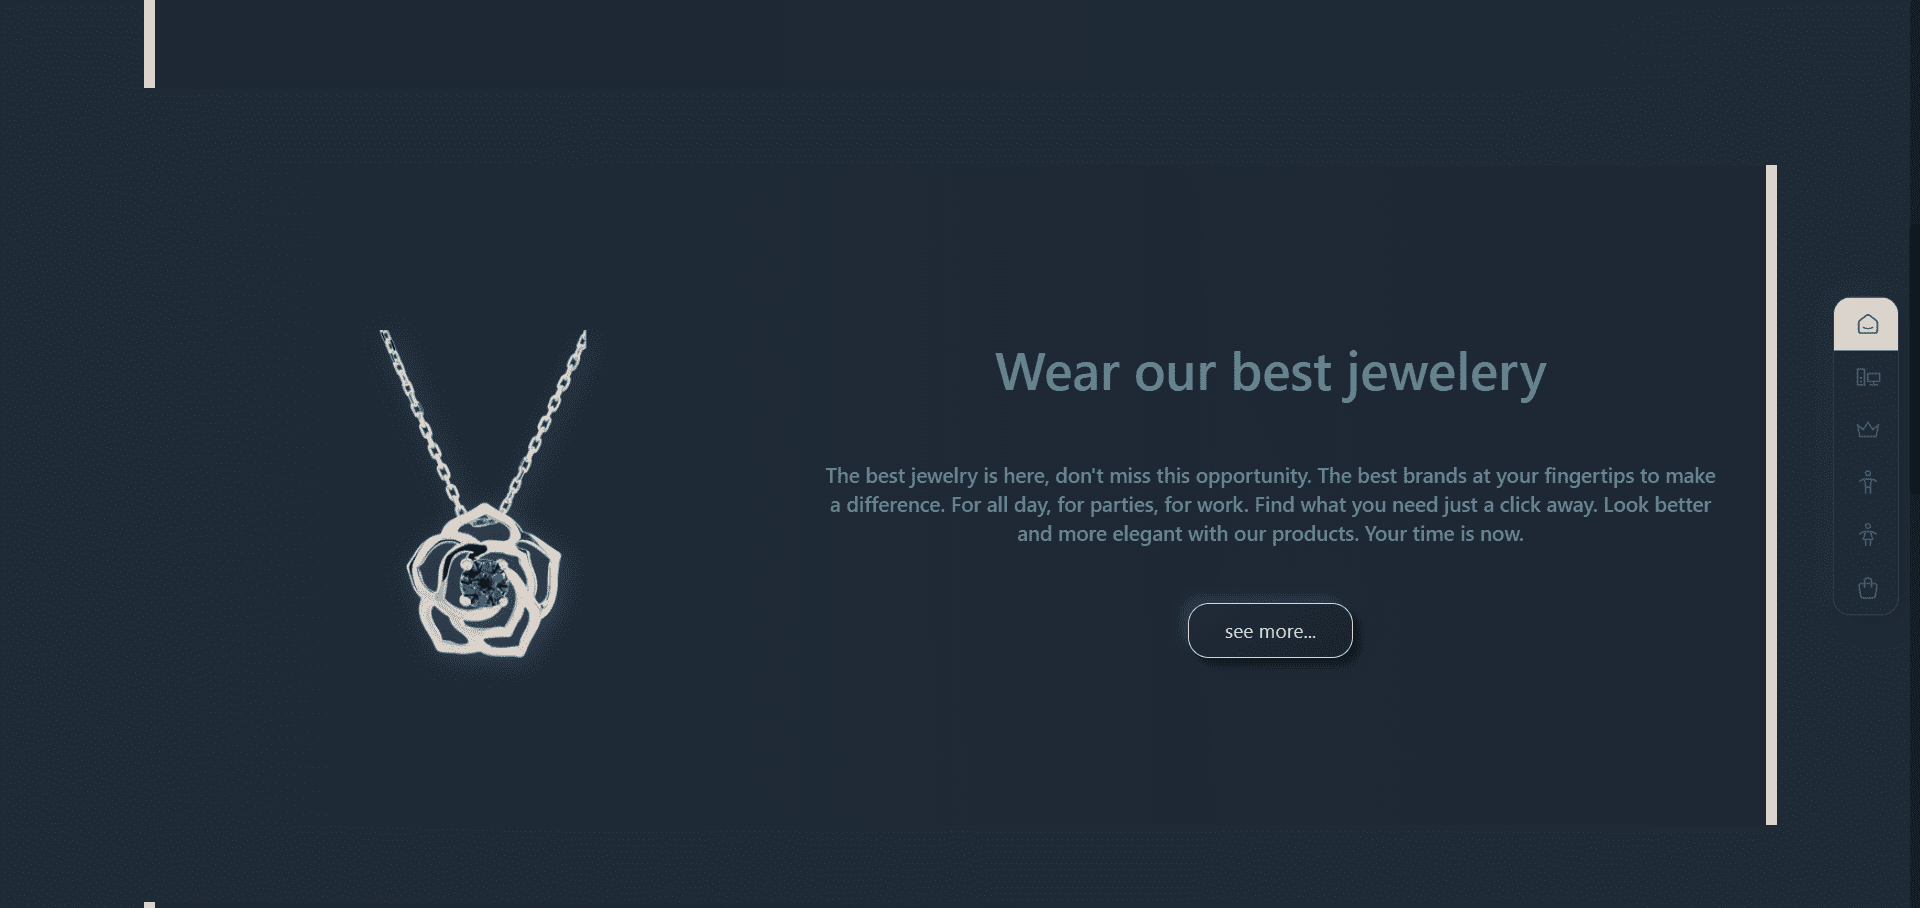 Wear our best jewelery
The best jewelry is here, don't miss this opportunity. The best brands at your fingertips to make
a difference. For all day, for parties, for work. Find what you need just a click away. Look better
and more elegant with our products. Your time is now.
see more...